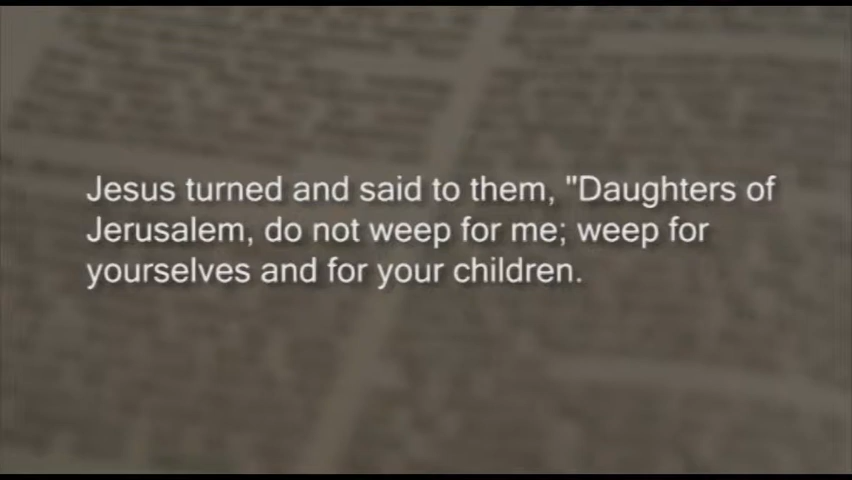 Jesus turned and said to them, "Daughters of
Jerusalem, do not weep for me; weep for
yourselves and for your children.